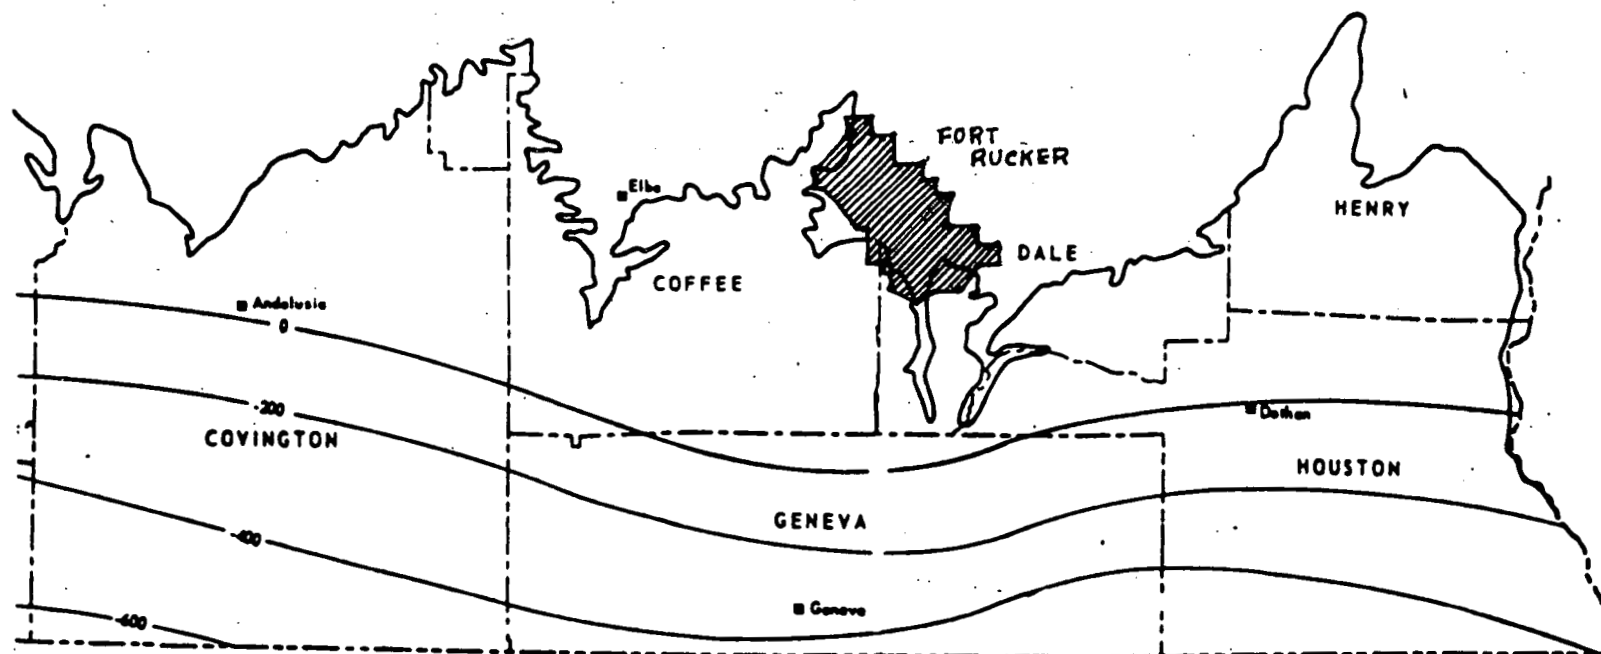 FORT
RUCKER
Elba
HENRY
DALE
COFFEE
Andalusia
0
-200
Dothan
COVINGTON
HOUSTON
GENEVA
-400
Geneva
-600